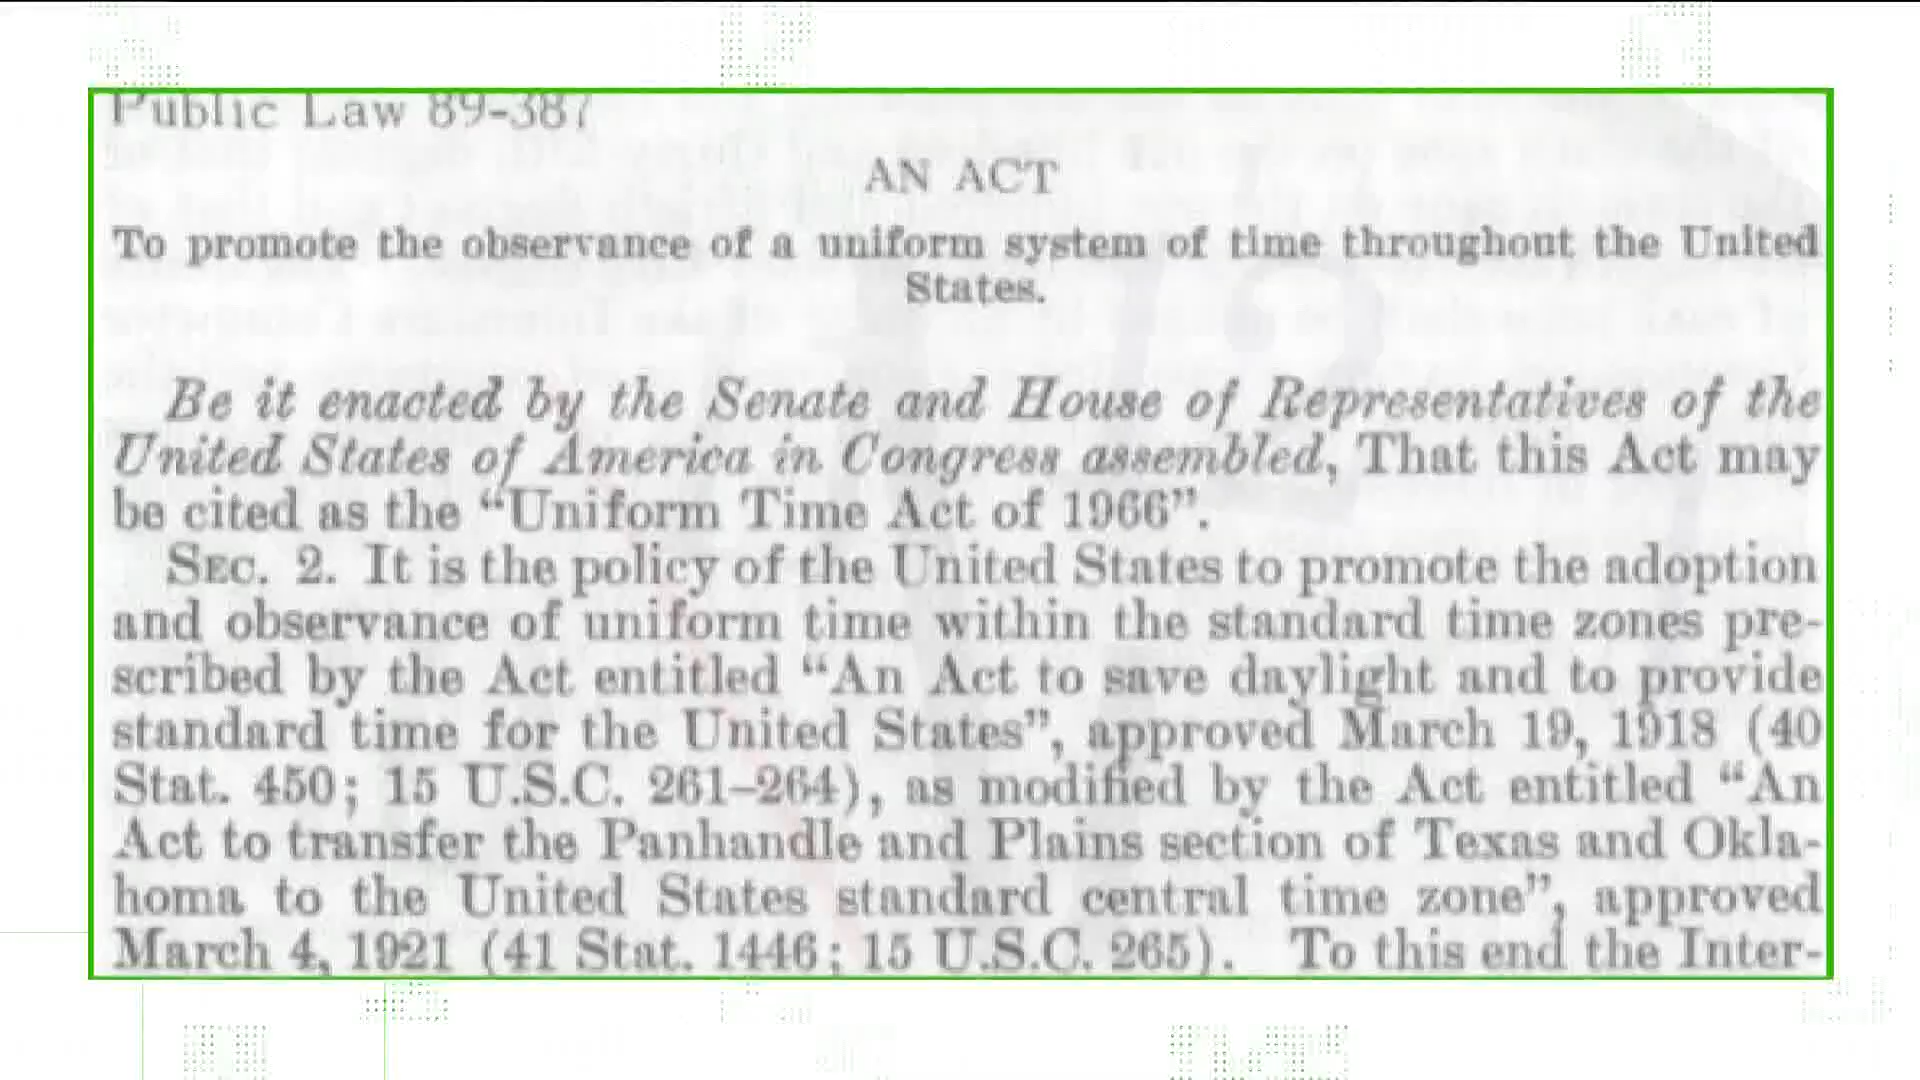 Public Law 89-387
AN ACT
To promote the observance of a uniform system of time throughout the United
States.
Be it enacted by the Senate and House of Representatives of the
United States of America in Congress assembled, That this Act may
be cited as the “Uniform Time Act of 1966”.
SEC. 2. It is the policy of the United States to promote the adoption
and observance of uniform time within the standard time zones pre-
scribed by the Act entitled “An Act to save daylight and to provide
standard time for the United States”, approved March 19, 1918 (40
Stat. 450; 15 U.S.C. 261–264), as modified by the Act entitled “An
Act to transfer the Panhandle and Plains section of Texas and Okla-
homa to the United States standard central time zone”, approved
March 4, 1921 (41 Stat. 1446; 15 U.S.C. 265). To this end the Inter-